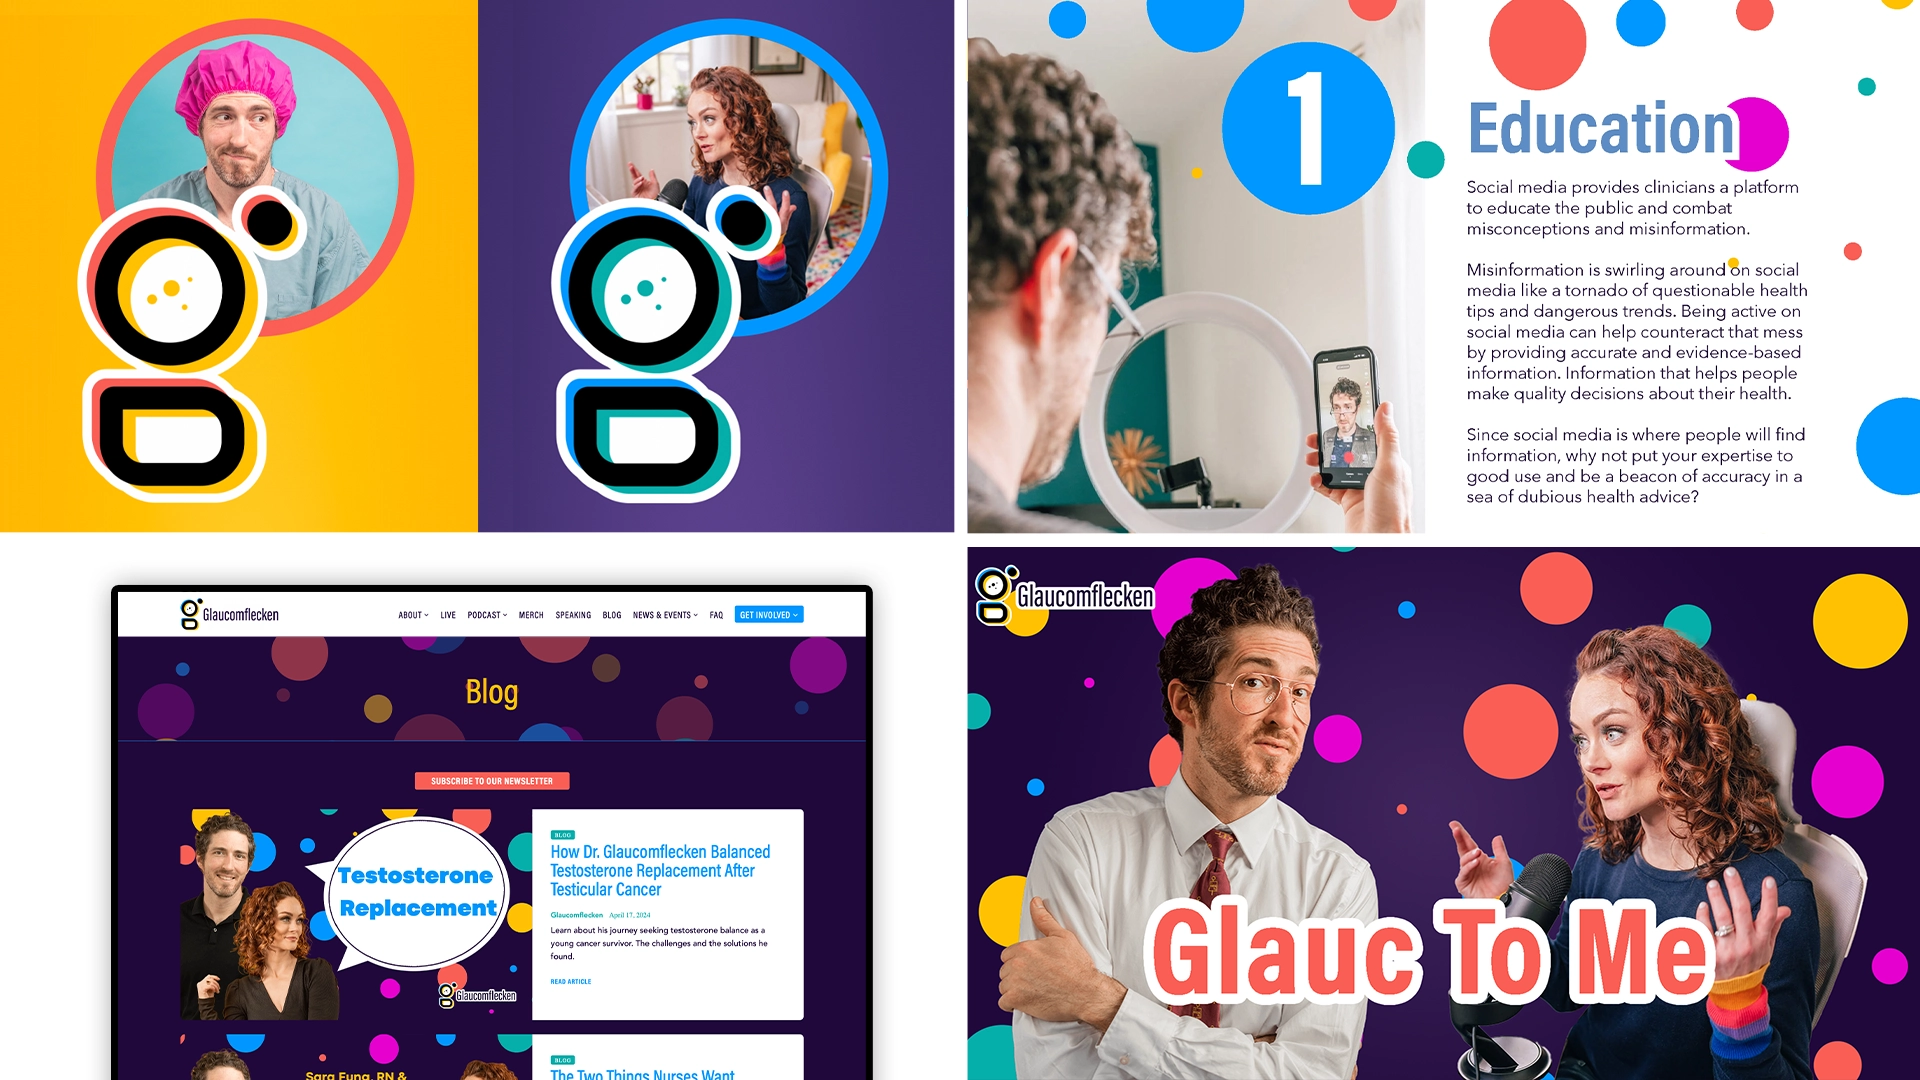 1
Education
Social media provides clinicians a platform
to educate the public and combat
misconceptions and misinformation.
Misinformation is swirling around on social
media like a tornado of questionable health
tips and dangerous trends. Being active on
social media can help counteract that mess
by providing accurate and evidence-based
information. Information that helps people
make quality decisions about their health.
Since social media is where people will find
information, why not put your expertise to
good use and be a beacon of accuracy in a
sea of dubious health advice?
Glaucomflecken
ABOUT LIVE PODCAST MERCH SPEAKING BLOG NEWS & EVENTS FAQ GET INVOLVED
Blog
SUBSCRIBE TO OUR NEWSLETTER
Testosterone
Replacement
Glaucomflecken
BLOG
How Dr. Glaucomflecken Balanced
Testosterone Replacement After
Testicular Cancer
Glaucomflecken April 17, 2024
Learn about his journey seeking testosterone balance as a
young cancer survivor. The challenges and the solutions he
found.
READ ARTICLE
Sara Fung, RN &
BLOG
The Two Things Nurses Want
Glaucomflecken
Glauc To Me